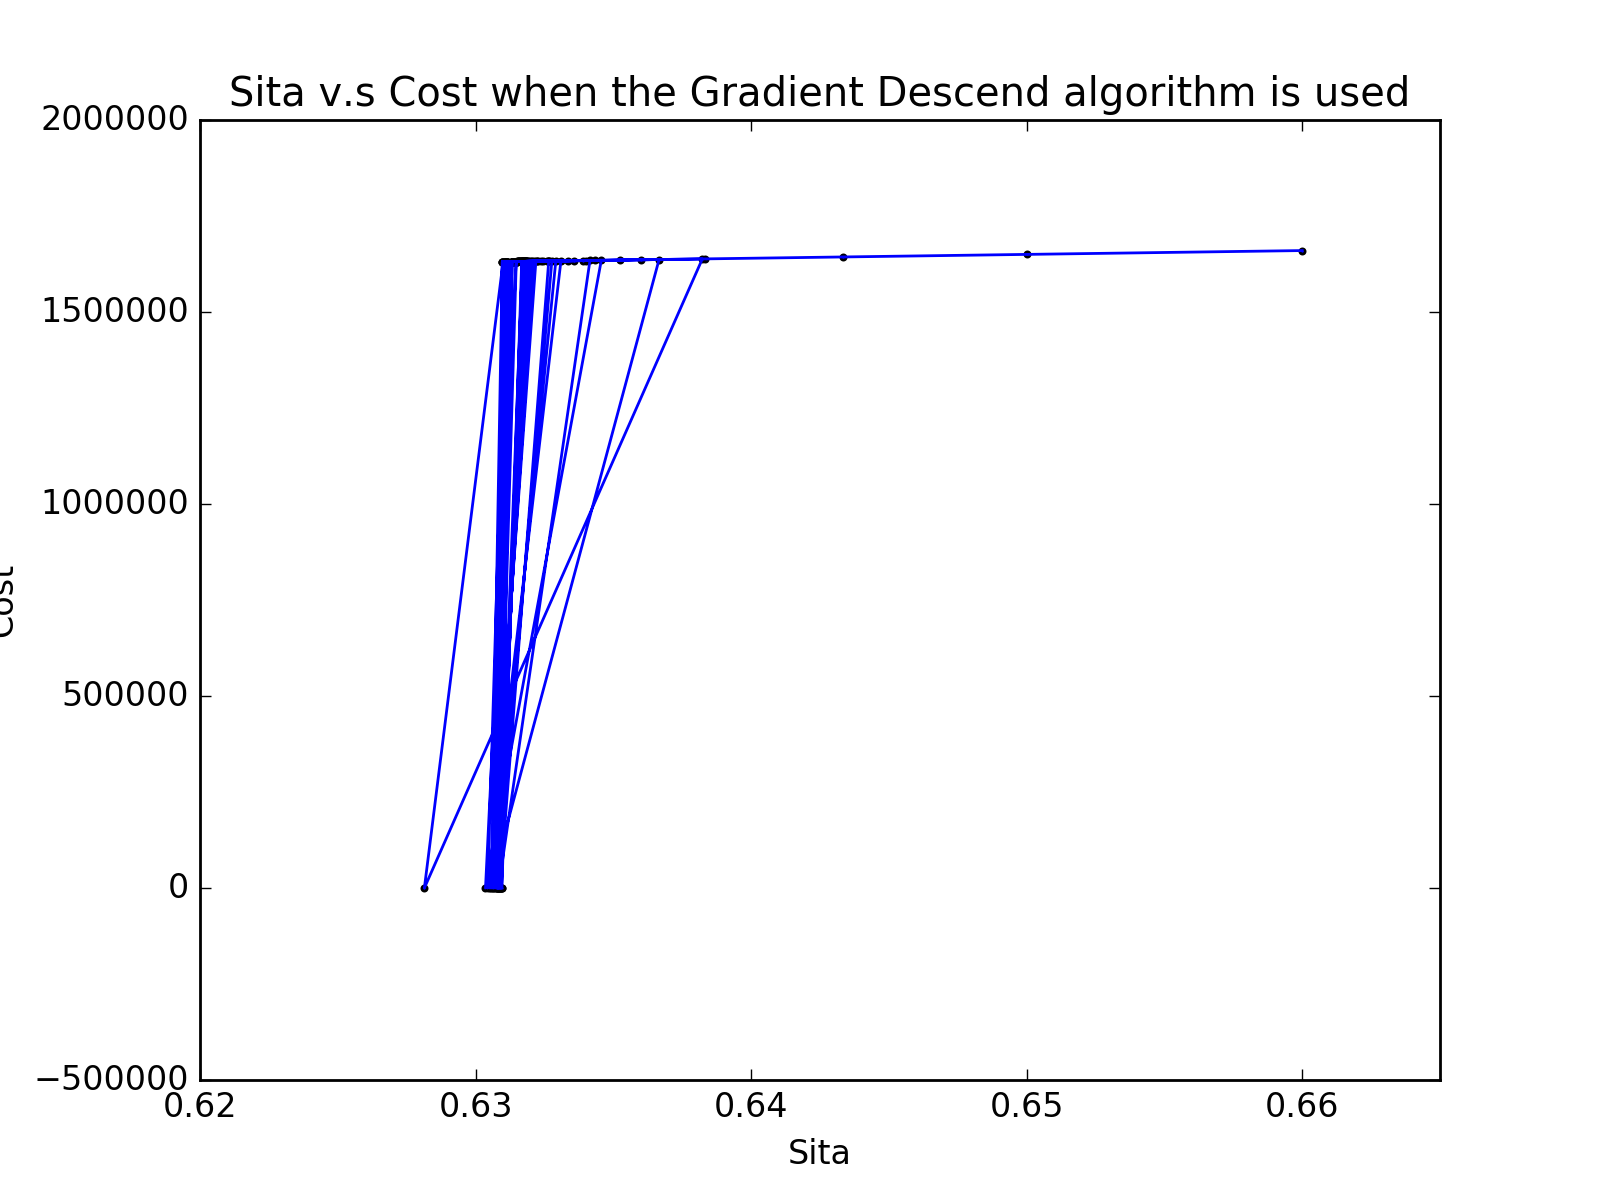 Sita v.s Cost when the Gradient Descend algorithm is used
2000000
1500000
1000000
500000
0
−500000
Cost
0.62 0.63 0.64 0.65 0.66
Sita